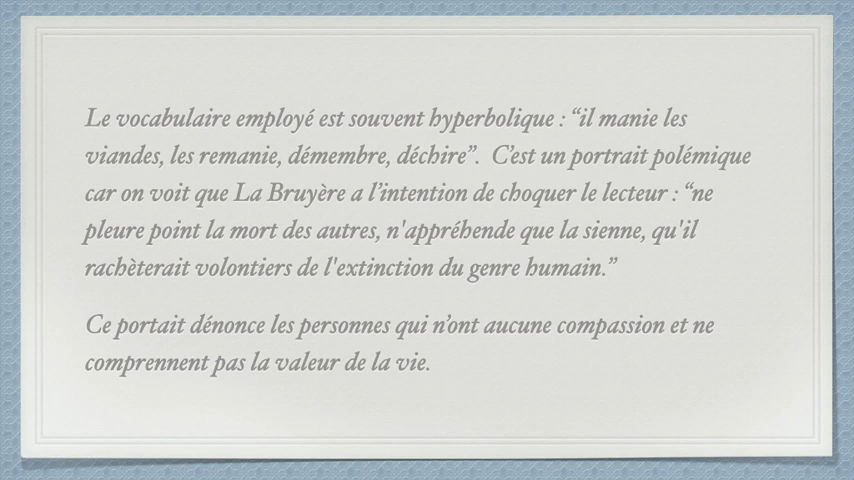 Le vocabulaire employé est souvent hyperbolique : “il manie les
viandes, les remanie, démembre, déchire”.  C’est un portrait polémique
car on voit que La Bruyère a l’intention de choquer le lecteur : “ne
pleure point la mort des autres, n'appréhende que la sienne, qu'il
rachèterait volontiers de l'extinction du genre humain.”
Ce portait dénonce les personnes qui n’ont aucune compassion et ne
comprennent pas la valeur de la vie.